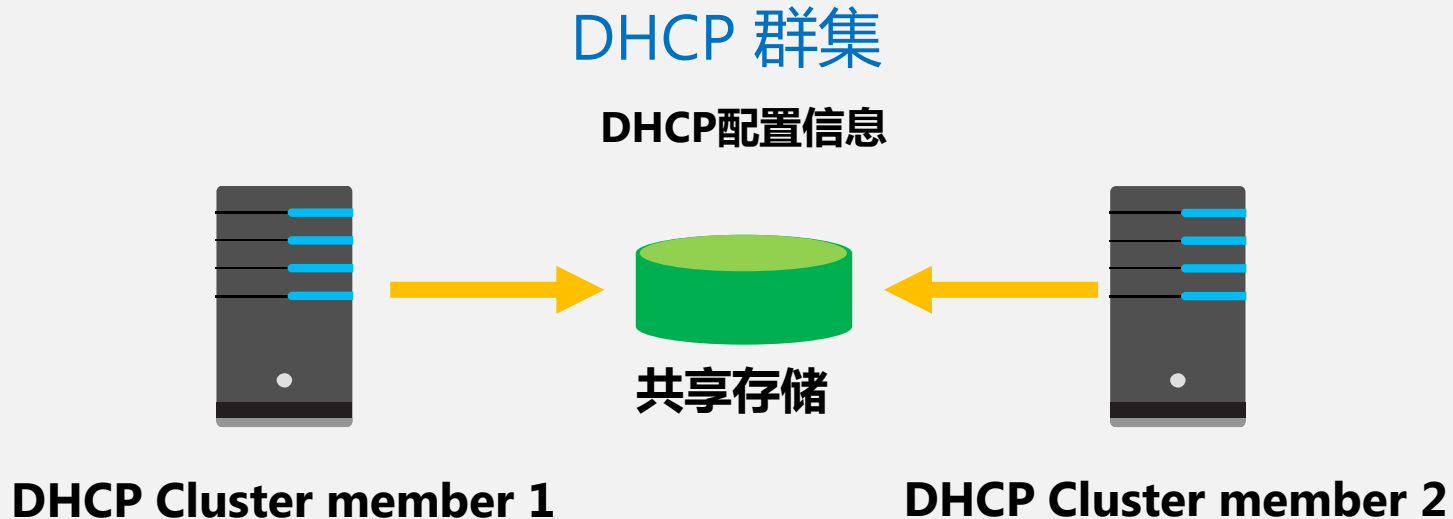 DHCP 群集
DHCP配置信息
共享存储
DHCP Cluster member 1
DHCP Cluster member 2